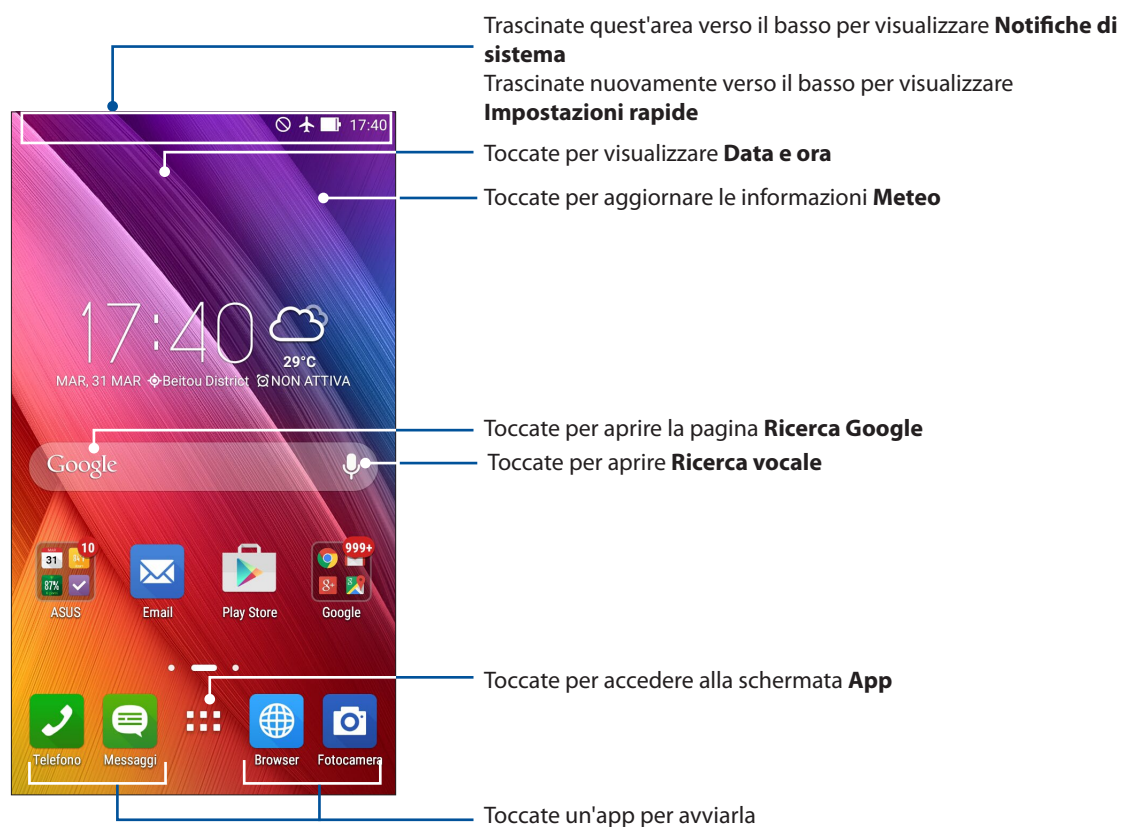 Trascinate quest'area verso il basso per visualizzare Notifiche di
sistema
Trascinate nuovamente verso il basso per visualizzare
Impostazioni rapide
17:40
Toccate per visualizzare Data e ora
Toccate per aggiornare le informazioni Meteo
17:40
29°C
MAR, 31 MAR Beitou District NON ATTIVA
Toccate per aprire la pagina Ricerca Google
Google
Toccate per aprire Ricerca vocale
10
999+
31
87%
8+
ASUS
Email
Play Store
Google
Toccate per accedere alla schermata App
Telefono
Messaggi
Browser
Fotocamera
Toccate un'app per avviarla